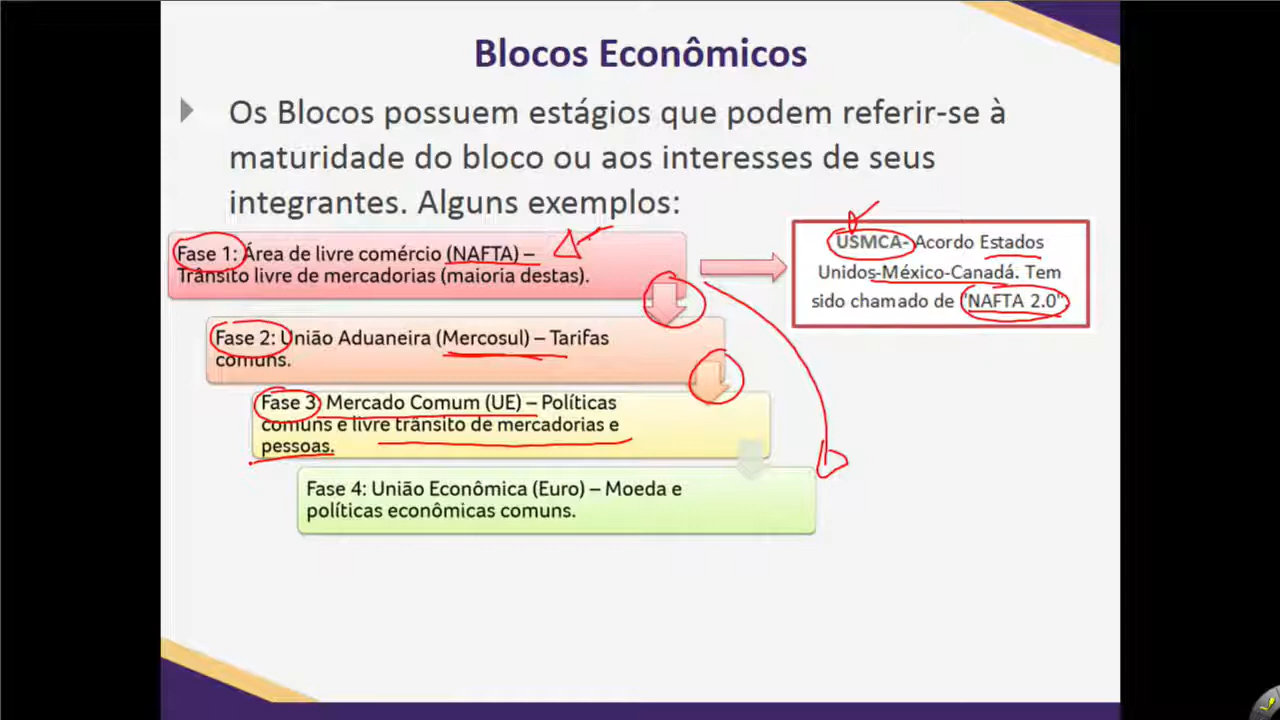 Blocos Econômicos
Os Blocos possuem estágios que podem referir-se à
maturidade do bloco ou aos interesses de seus
integrantes. Alguns exemplos:
Fase 1: Área de livre comércio (NAFTA) –
Trânsito livre de mercadorias (maioria destas).
USMCA- Acordo Estados
Unidos-México-Canadá. Tem
sido chamado de "NAFTA 2.0".
Fase 2: União Aduaneira (Mercosul) – Tarifas
comuns.
Fase 3: Mercado Comum (UE) – Políticas
comuns e livre trânsito de mercadorias e
pessoas.
Fase 4: União Econômica (Euro) – Moeda e
políticas econômicas comuns.